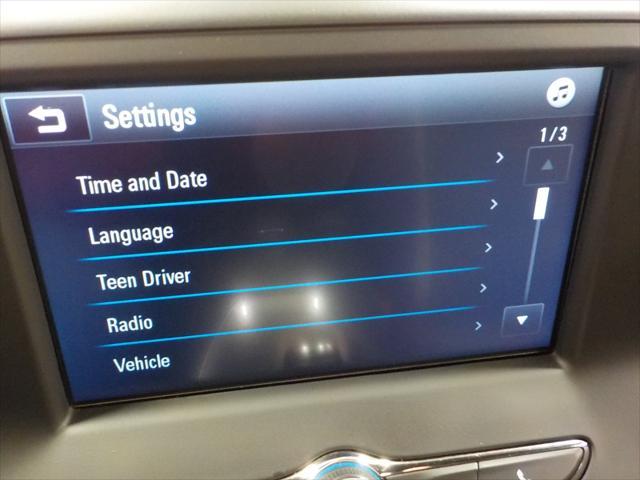 Settings
1/3
Time and Date
Language
Teen Driver
Radio
Vehicle